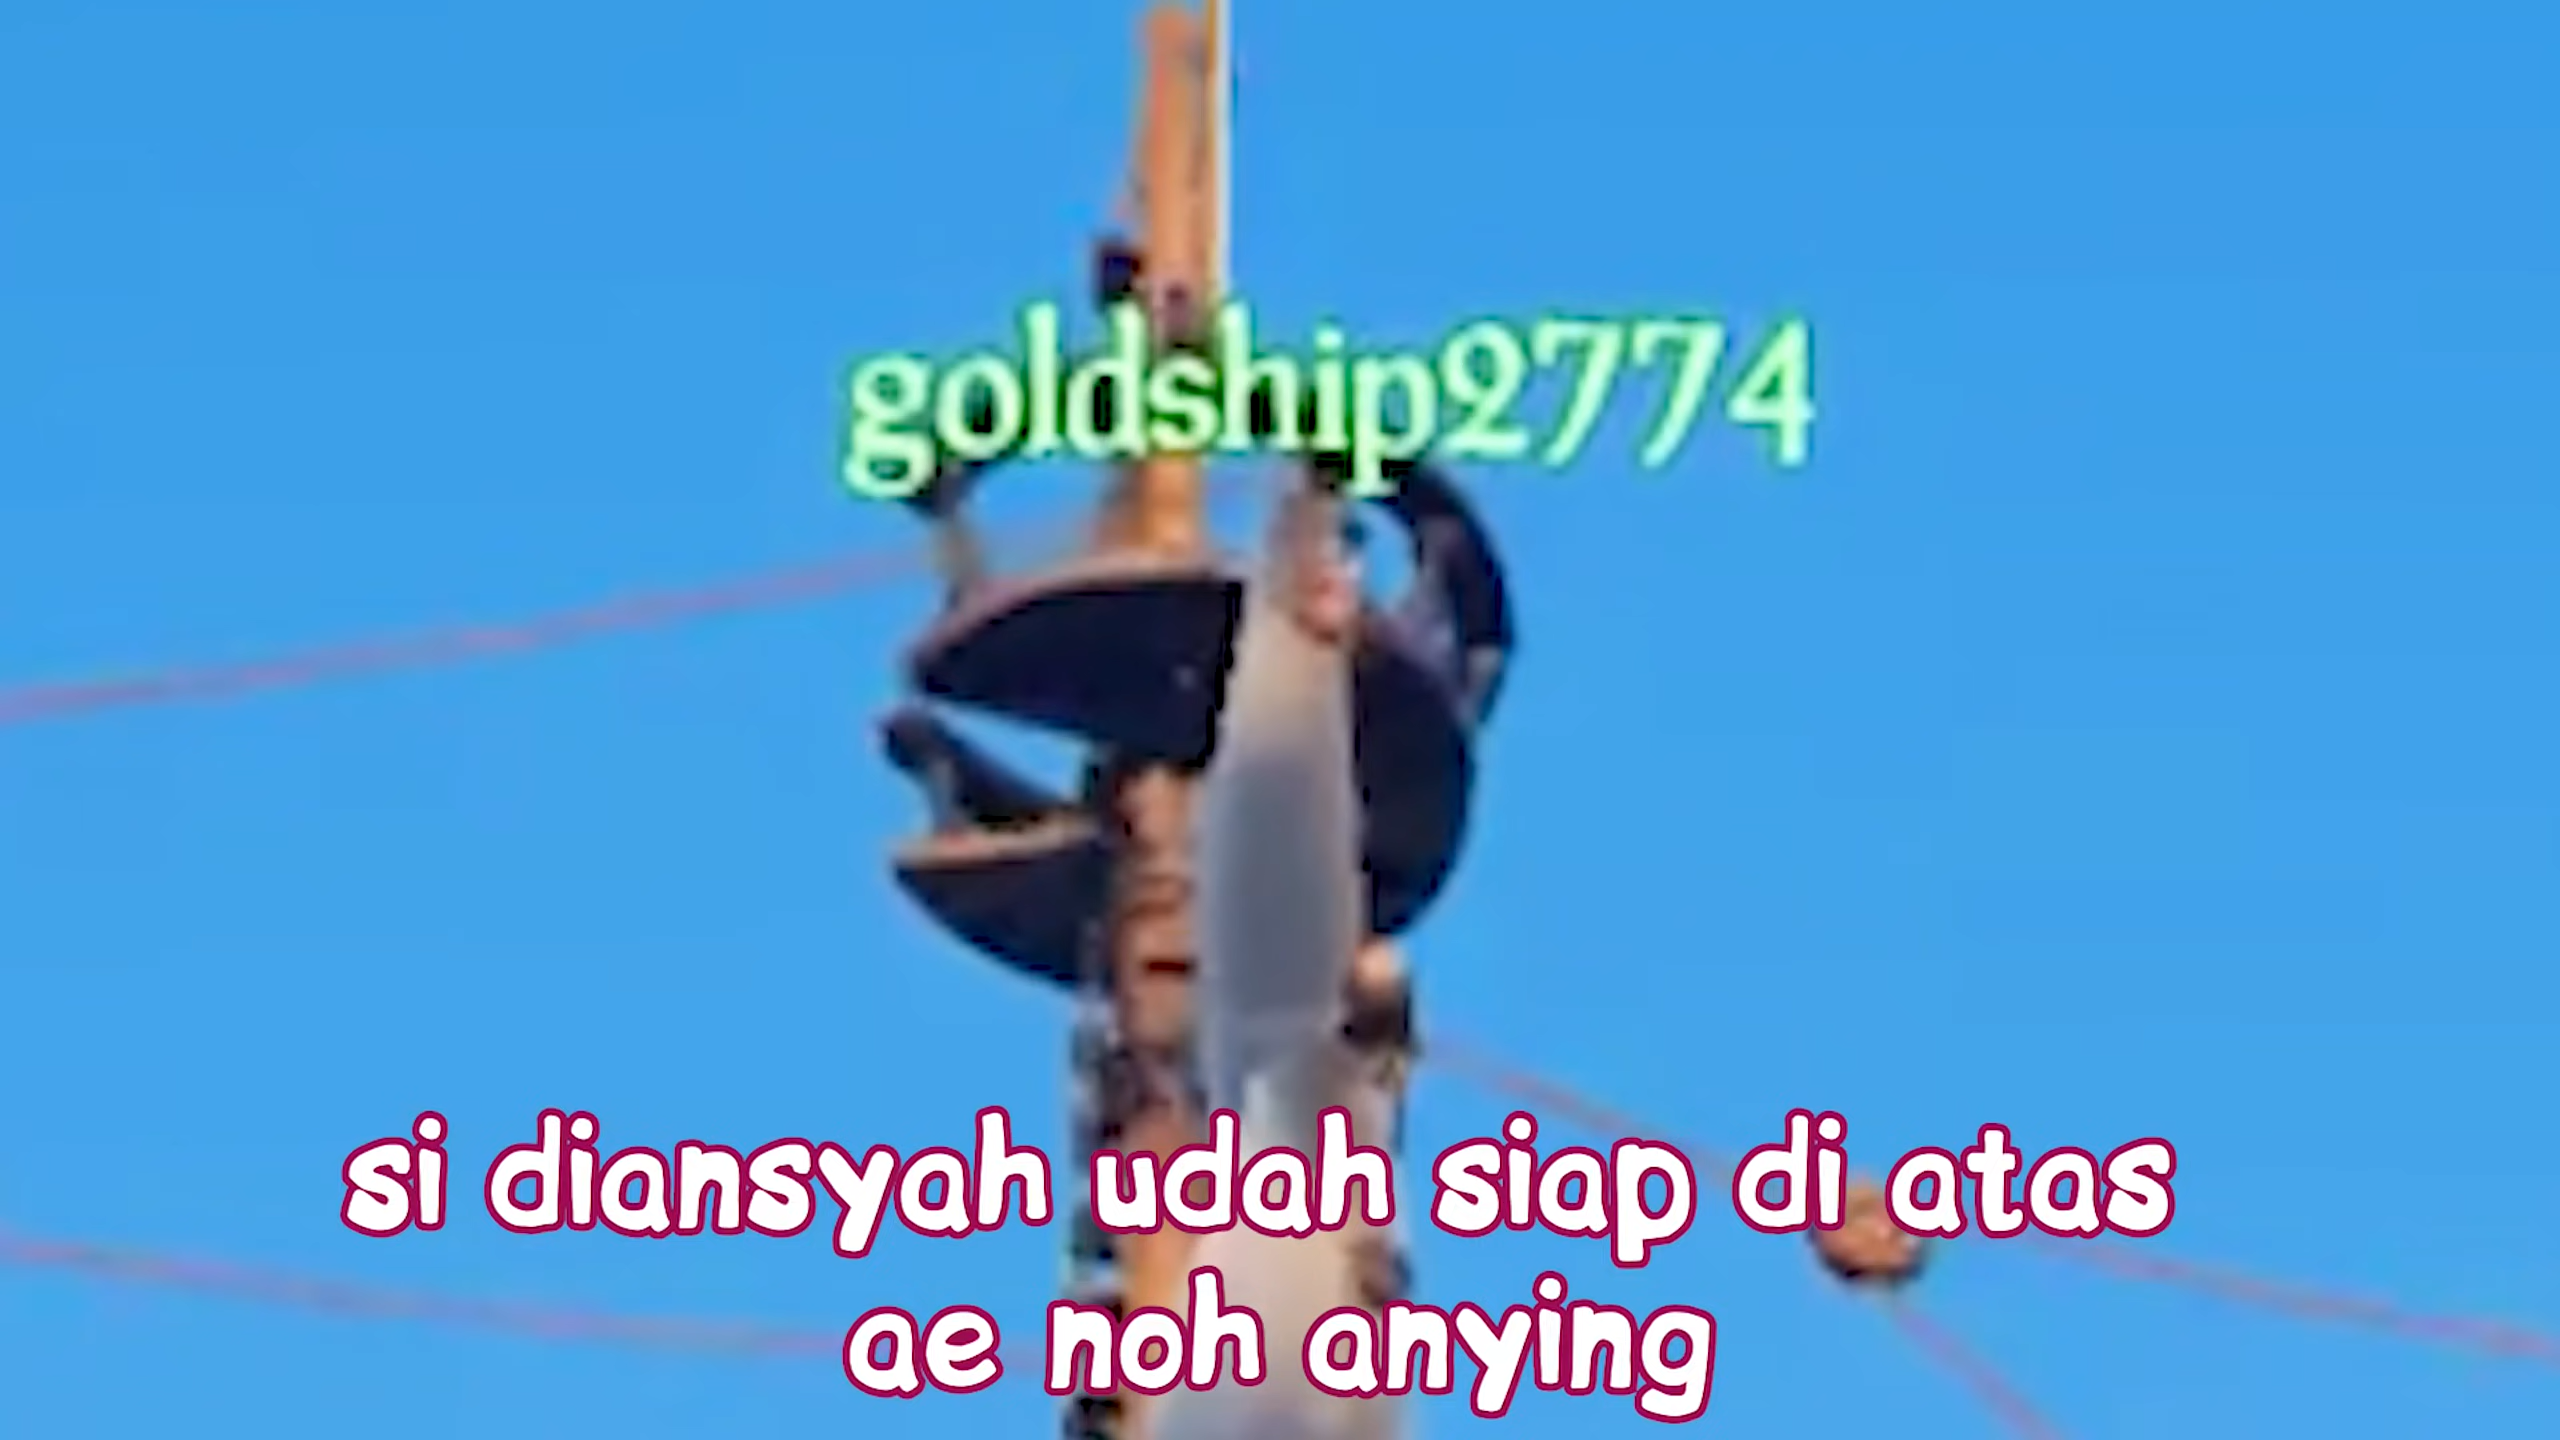 goldship2774
si diansyah udah siap di atas
ae noh anying